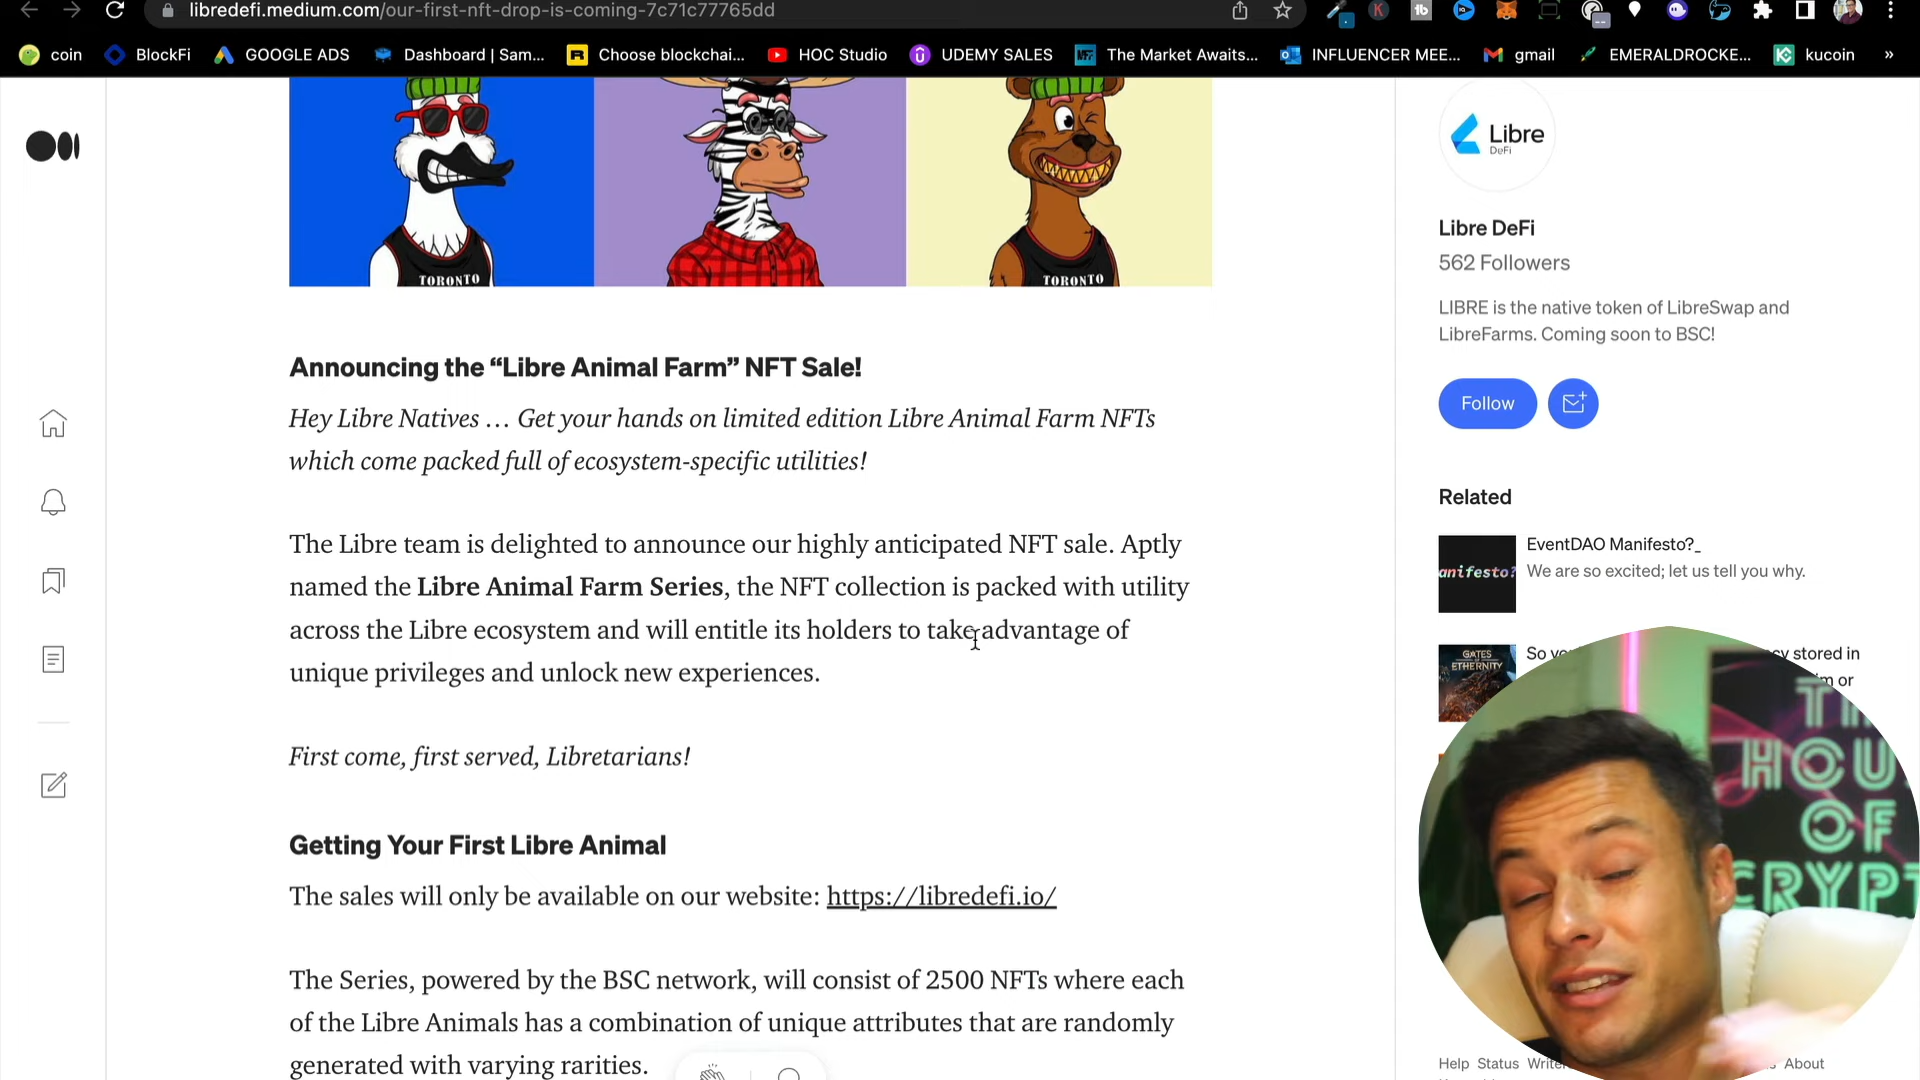 libredefi.medium.com/our-first-nft-drop-is-coming-7c71c77765dd
coin BlockFi GOOGLE ADS Dashboard | Sam... Choose blockchai... HOC Studio UDEMY SALES The Market Awaits... INFLUENCER MEE... gmail EMERALDROCKE... kucoin »
TORONTO TORONTO
Announcing the “Libre Animal Farm” NFT Sale!
Hey Libre Natives … Get your hands on limited edition Libre Animal Farm NFTs
which come packed full of ecosystem-specific utilities!
The Libre team is delighted to announce our highly anticipated NFT sale. Aptly
named the Libre Animal Farm Series, the NFT collection is packed with utility
across the Libre ecosystem and will entitle its holders to take advantage of
unique privileges and unlock new experiences.
First come, first served, Libretarians!
Getting Your First Libre Animal
The sales will only be available on our website: https://libredefi.io/
The Series, powered by the BSC network, will consist of 2500 NFTs where each
of the Libre Animals has a combination of unique attributes that are randomly
generated with varying rarities.
Libre
DeFi
Libre DeFi
562 Followers
LIBRE is the native token of LibreSwap and
LibreFarms. Coming soon to BSC!
Follow
Related
anifesto?
EventDAO Manifesto?_
We are so excited; let us tell you why.
GATES
OF
ETHERNITY
So
stored in
or
HOU
OF
CRYPT
Help Status About